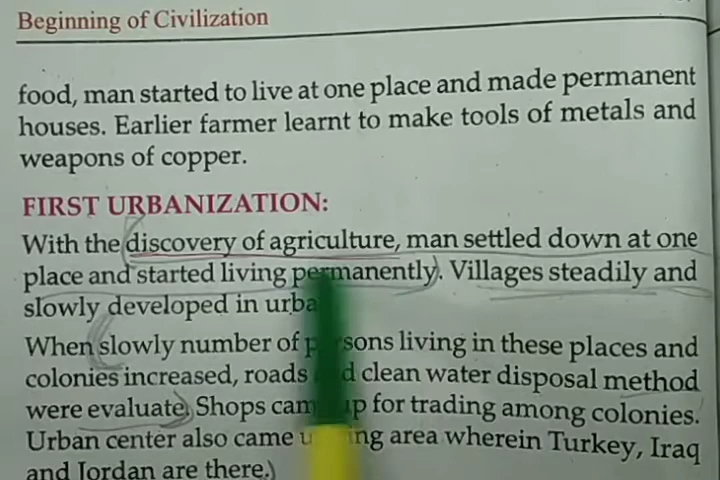 Beginning of Civilization
food, man started to live at one place and made permanent
houses. Earlier farmer learnt to make tools of metals and
weapons of copper.
FIRST URBANIZATION:
With the discovery of agriculture, man settled down at one
place and started living permanently. Villages steadily and
slowly developed in
When slowly number of persons living in these places and
colonies increased, roads and clean water disposal method
were evaluate. Shops came up for trading among colonies.
Urban center also came area wherein Turkey, Iraq
and Jordan are there.